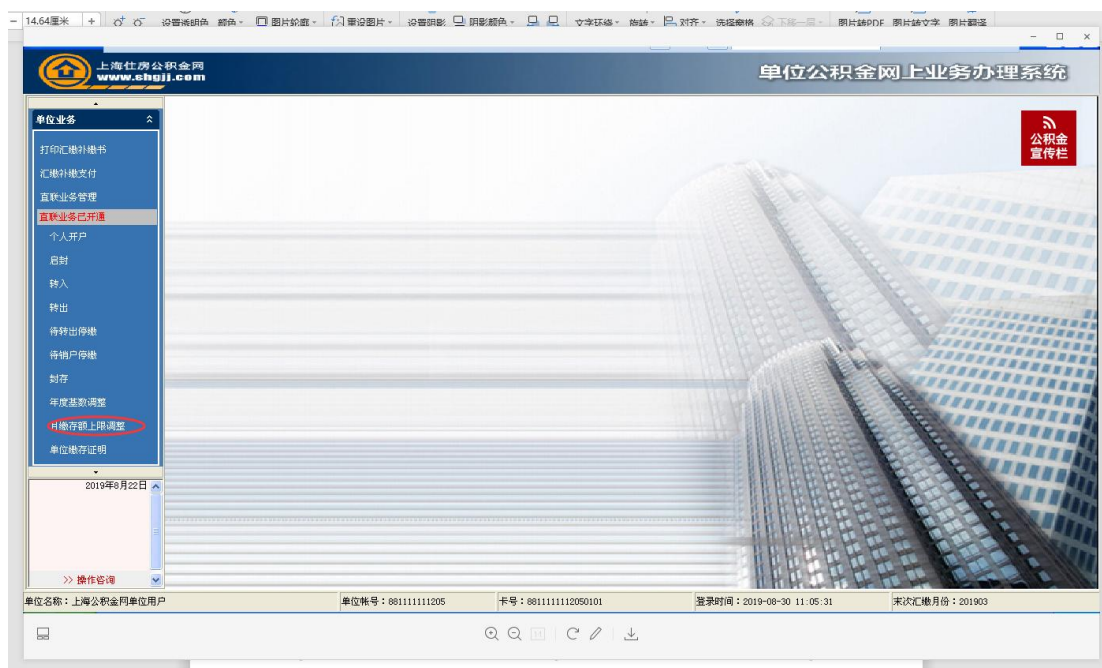 14.64厘米
颜色
图片轮廓
重设图片
设置阴影
阴影颜色
文字环绕
旋转
对齐
选择窗格
下移一层
图片转PDF
图片转文字
图片翻译
上海住房公积金网
www.shgjj.com
单位公积金网上业务办理系统
单位业务
打印汇缴补缴书
汇缴补缴支付
直联业务管理
直联业务已开通
个人开户
启封
转入
转出
待转出停缴
待销户停缴
封存
年度基数调整
月缴存额上限调整
单位缴存证明
公积金
宣传栏
2019年8月22日
>> 操作咨询
单位名称：上海公积金网单位用户
单位帐号：881111111205
卡号：8811111112050101
登录时间：2019-08-30 11:05:31
末次汇缴月份：201903